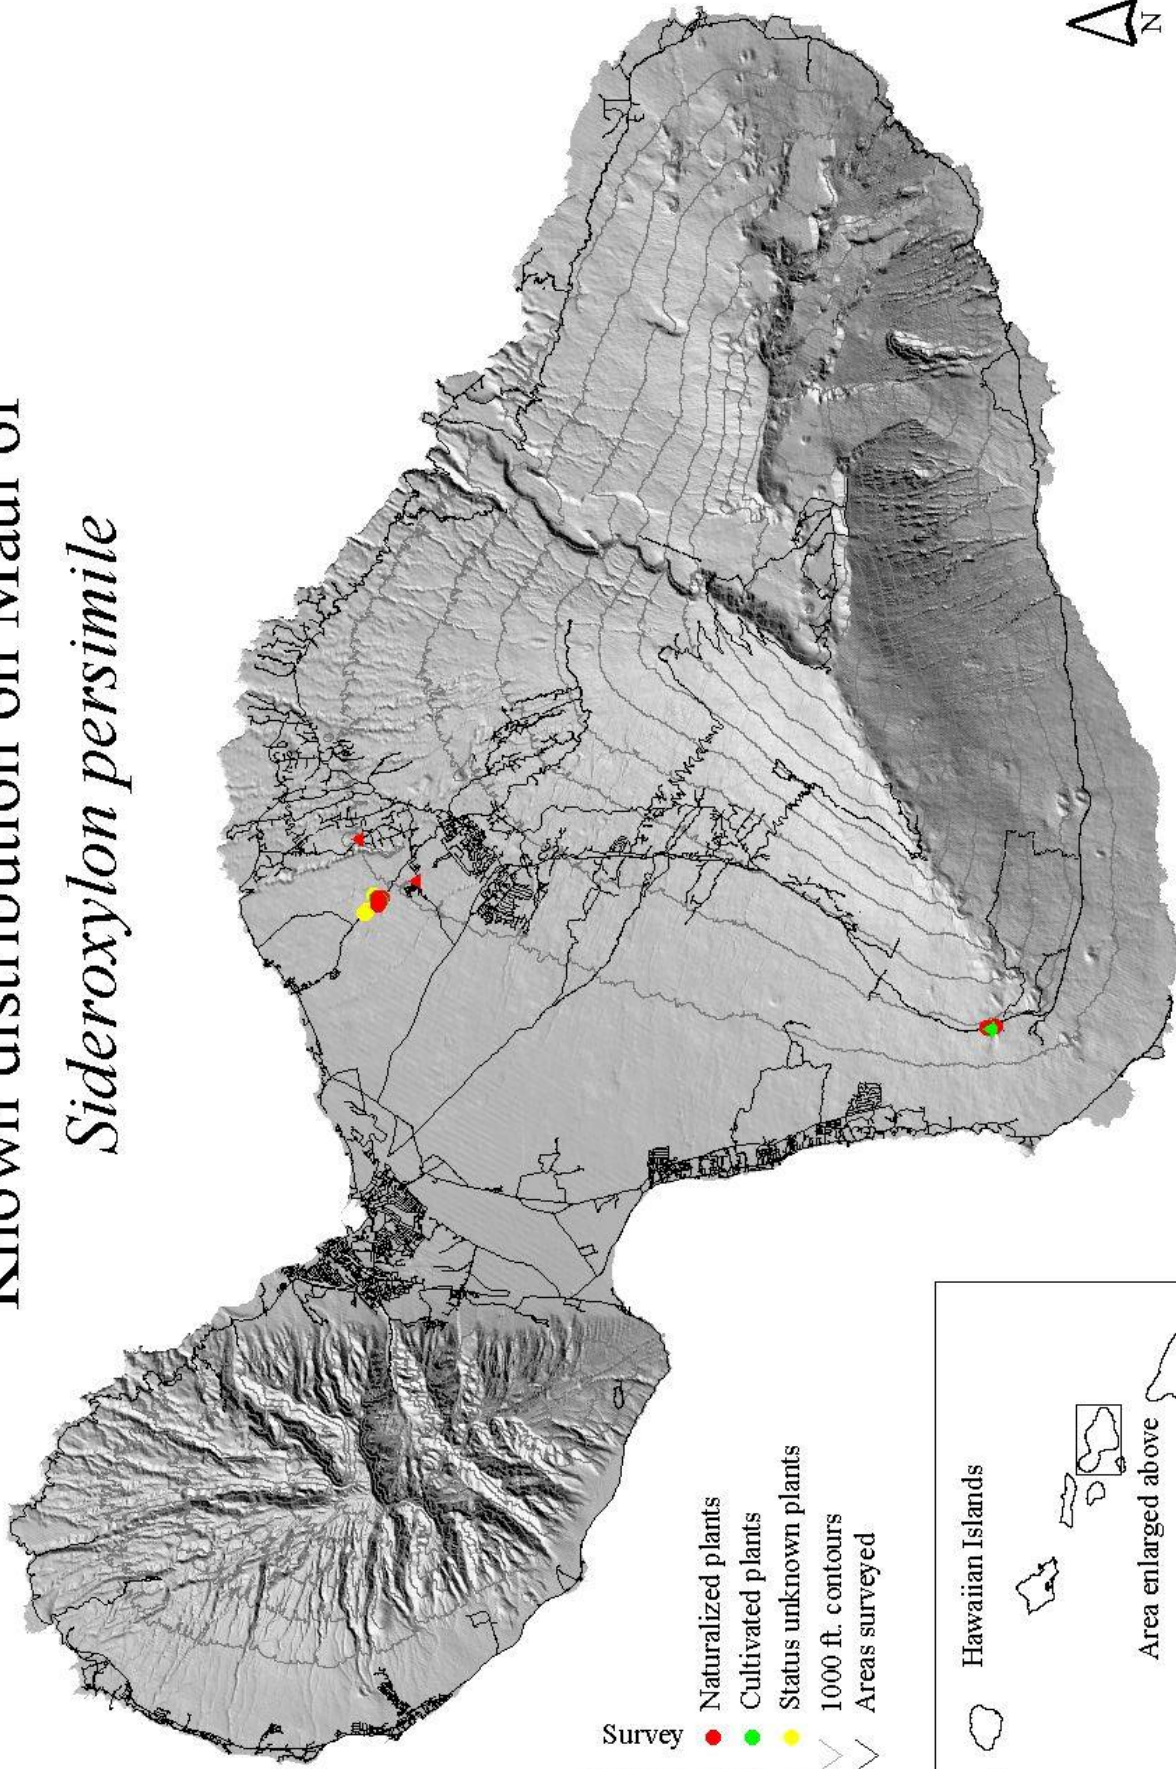 Known distribution on Maui of
Sideroxylon persimile
N
Survey
Naturalized plants
Cultivated plants
Status unknown plants
1000 ft. contours
Areas surveyed
Hawaiian Islands
Area enlarged above